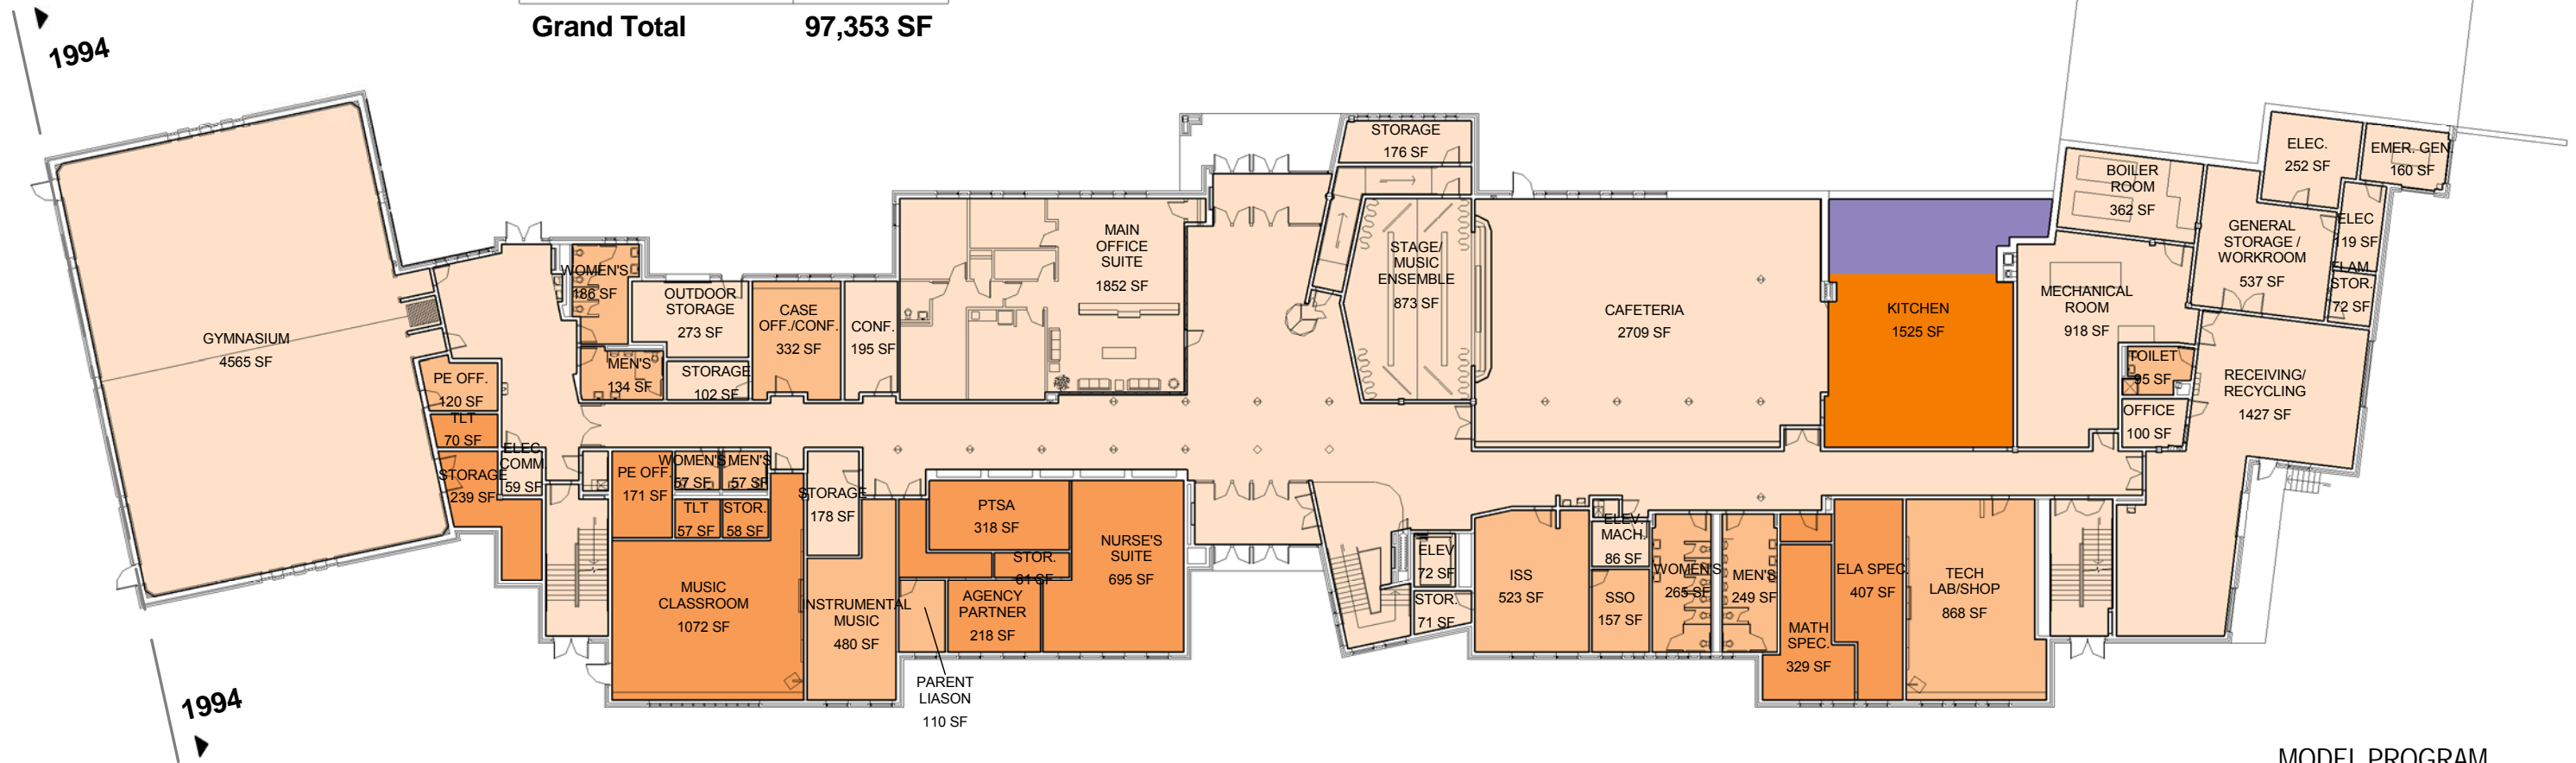 Grand Total 97,353 SF
1994
STORAGE
176 SF
ELEC.
252 SF
EMER. GEN.
160 SF
BOILER
ROOM
362 SF
GENERAL
STORAGE /
WORKROOM
537 SF
ELEC
119 SF
FLAM.
STOR.
72 SF
MAIN
OFFICE
SUITE
1852 SF
STAGE/
MUSIC
ENSEMBLE
873 SF
WOMEN'S
186 SF
OUTDOOR
STORAGE
273 SF
CASE
OFF./CONF.
332 SF
CONF.
195 SF
GYMNASIUM
4565 SF
CAFETERIA
2709 SF
KITCHEN
1525 SF
MECHANICAL
ROOM
918 SF
MEN'S
134 SF
STORAGE
102 SF
PE OFF.
120 SF
TOILET
95 SF
RECEIVING/
RECYCLING
1427 SF
OFFICE
100 SF
TLT
70 SF
STORAGE
239 SF
ELEC
COMM.
59 SF
PE OFF.
171 SF
WOMEN'S
57 SF
MEN'S
57 SF
TLT
57 SF
STOR.
58 SF
STORAGE
178 SF
PTSA
318 SF
STOR.
61 SF
NURSE'S
SUITE
695 SF
MUSIC
CLASSROOM
1072 SF
INSTRUMENTAL
MUSIC
480 SF
AGENCY
PARTNER
218 SF
PARENT
LIASON
110 SF
ELEV
72 SF
STOR.
71 SF
ISS
523 SF
ELEV.
MACH.
86 SF
SSO
157 SF
WOMEN'S
265 SF
MEN'S
249 SF
MATH
SPEC.
329 SF
ELA SPEC.
407 SF
TECH
LAB/SHOP
868 SF
1994
MODEL PROGRAM